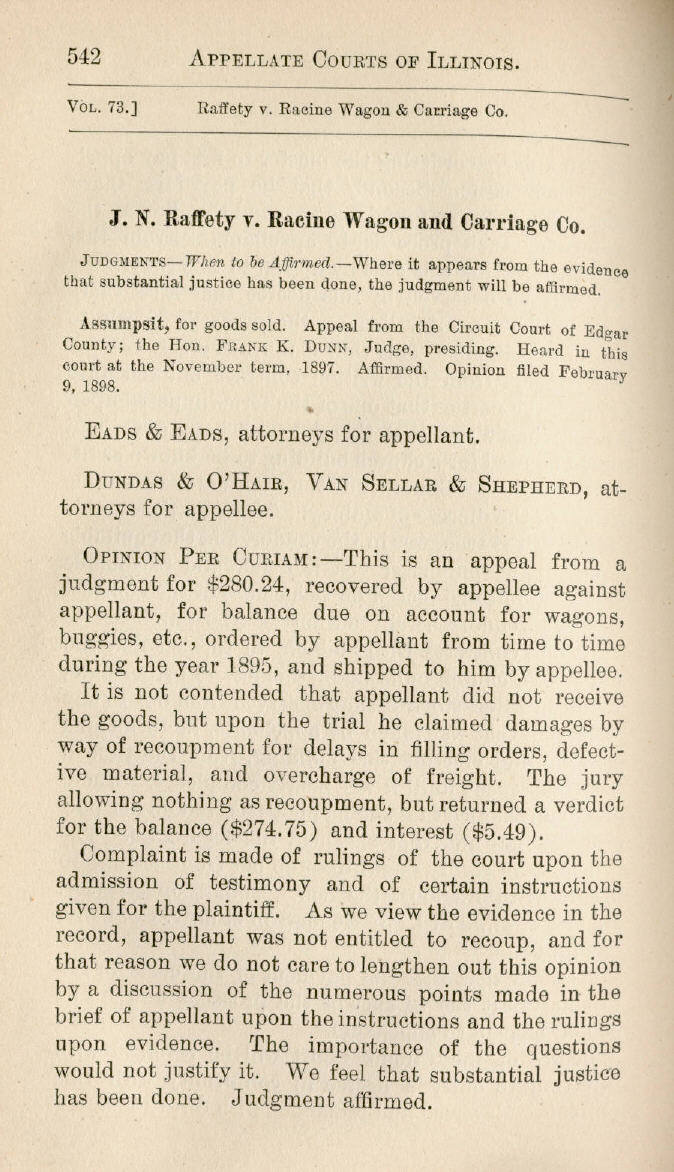 542 APPELLATE COURTS OF ILLINOIS.
VOL. 73.] Raffety v. Racine Wagon & Carriage Co.
J. N. Raffety v. Racine Wagon and Carriage Co.
JUDGMENTS—When to be Affirmed.—Where it appears from the evidence
that substantial justice has been done, the judgment will be affirmed.
Assumpsit, for goods sold. Appeal from the Circuit Court of Edgar
County; the Hon. FRANK K. DUNN, Judge, presiding. Heard in this
court at the November term, 1897. Affirmed. Opinion filed February
9, 1898.
EADS & EADS, attorneys for appellant.
DUNDAS & O'HAIR, VAN SELLAR & SHEPHERD, at-
torneys for appellee.
OPINION PER CURIAM:—This is an appeal from a
judgment for $280.24, recovered by appellee against
appellant, for balance due on account for wagons,
buggies, etc., ordered by appellant from time to time
during the year 1895, and shipped to him by appellee.
It is not contended that appellant did not receive
the goods, but upon the trial he claimed damages by
way of recoupment for delays in filling orders, defect-
ive material, and overcharge of freight. The jury
allowing nothing as recoupment, but returned a verdict
for the balance ($274.75) and interest ($5.49).
Complaint is made of rulings of the court upon the
admission of testimony and of certain instructions
given for the plaintiff. As we view the evidence in the
record, appellant was not entitled to recoup, and for
that reason we do not care to lengthen out this opinion
by a discussion of the numerous points made in the
brief of appellant upon the instructions and the rulings
upon evidence. The importance of the questions
would not justify it. We feel that substantial justice
has been done. Judgment affirmed.